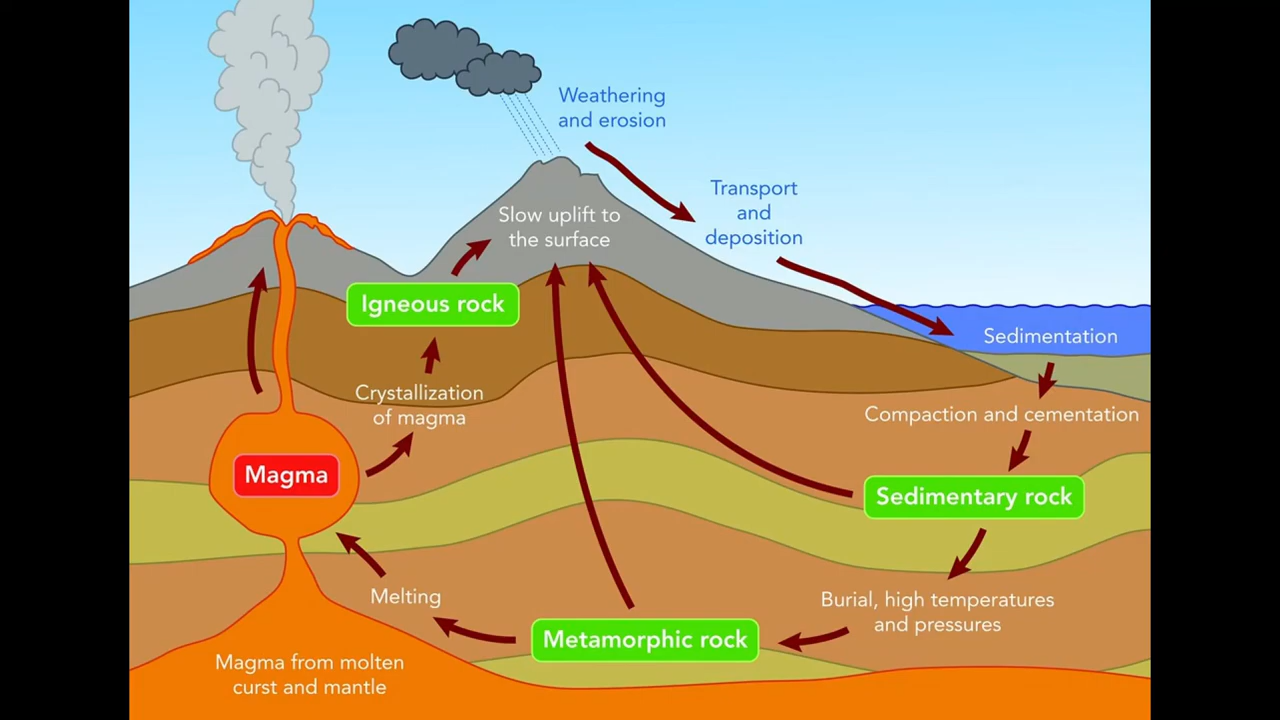 Weathering
and erosion
Transport
and
deposition
Slow uplift to
the surface
Igneous rock
Sedimentation
Crystallization
of magma
Compaction and cementation
Magma
Sedimentary rock
Melting
Burial, high temperatures
and pressures
Metamorphic rock
Magma from molten
curst and mantle